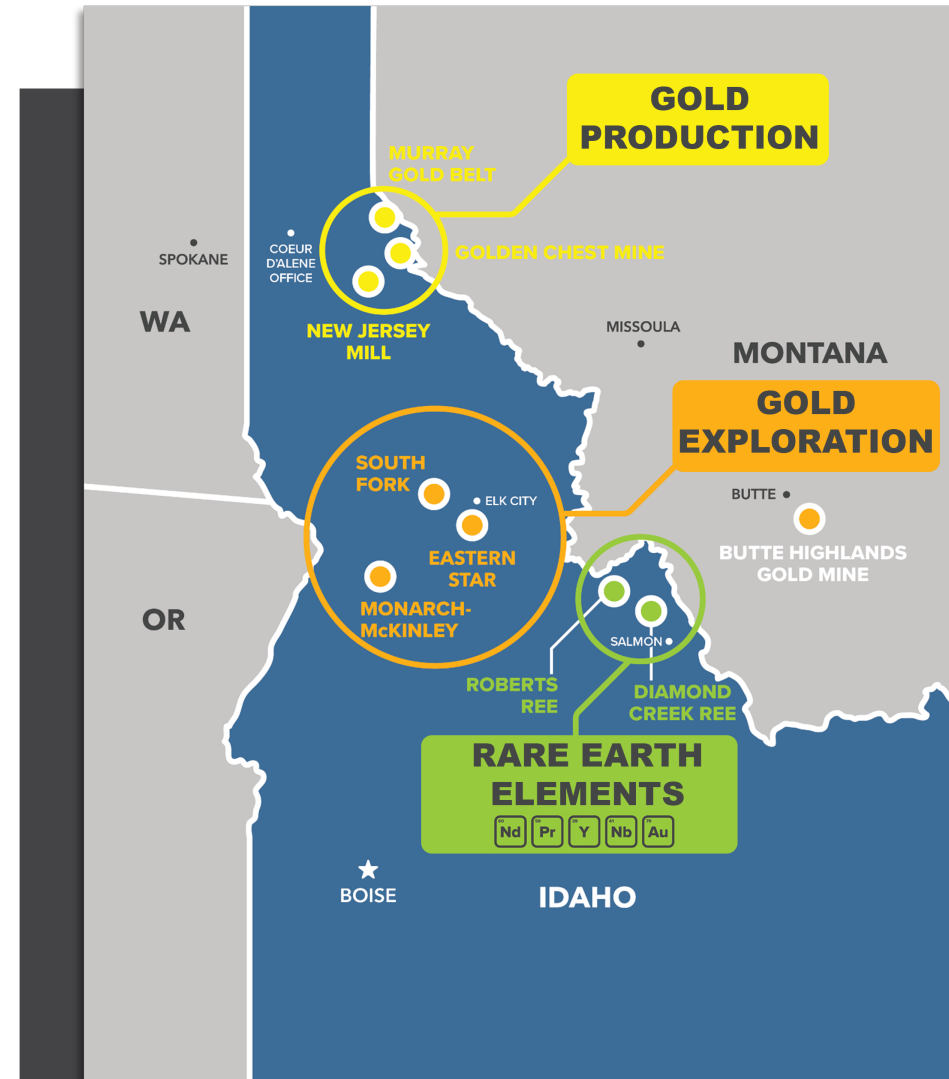 GOLD
PRODUCTION
MURRAY
GOLD BELT
SPOKANE
COEUR
D'ALENE
OFFICE
GOLDEN CHEST MINE
WA
NEW JERSEY
MILL
MISSOULA
MONTANA
GOLD
EXPLORATION
SOUTH
FORK
ELK CITY
BUTTE
EASTERN
STAR
BUTTE HIGHLANDS
GOLD MINE
MONARCH-
McKINLEY
OR
SALMON
ROBERTS
REE
DIAMOND
CREEK REE
RARE EARTH
ELEMENTS
Nd Pr Y Nb Au
BOISE
IDAHO